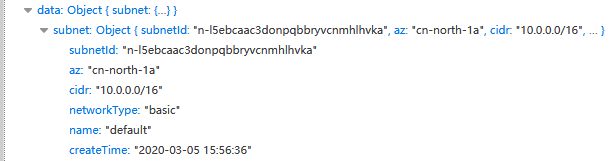 data: Object { subnet: {…} }
subnet: Object { subnetId: "n-l5ebcaac3donpqbbryvcnmhlhvka", az: "cn-north-1a", cidr: "10.0.0.0/16", … }
subnetId: "n-l5ebcaac3donpqbbryvcnmhlhvka"
az: "cn-north-1a"
cidr: "10.0.0.0/16"
networkType: "basic"
name: "default"
createTime: "2020-03-05 15:56:36"